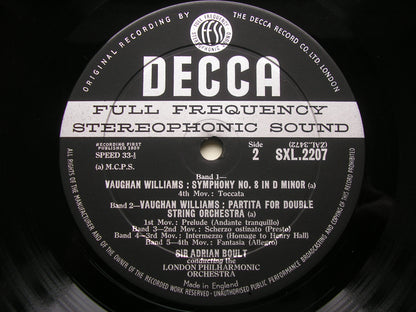 ORIGINAL RECORDING BY
THE DECCA RECORD CO. LTD. LONDON
FULL FREQUENCY
STEREOPHONIC SOUND
DECCA
FULL FREQUENCY
STEREOPHONIC SOUND
RECORDING FIRST
PUBLISHED 1959
SPEED 33⅓
(a) M.C.P.S.
Side
2
(ZAL.3472)
SXL.2207
Band 1—
VAUGHAN WILLIAMS : SYMPHONY NO. 8 IN D MINOR (a)
4th Mov.: Toccata
Band 2—VAUGHAN WILLIAMS : PARTITA FOR DOUBLE
STRING ORCHESTRA (a)
1st Mov.: Prelude (Andante tranquillo)
Band 3—2nd Mov.: Scherzo ostinato (Presto)
Band 4—3rd Mov.: Intermezzo (Homage to Henry Hall)
Band 5—4th Mov.: Fantasia (Allegro)
SIR ADRIAN BOULT
conducting the
LONDON PHILHARMONIC
ORCHESTRA
Made in England
ALL RIGHTS OF THE MANUFACTURER AND OF THE OWNER OF THE RECORDED WORK RESERVED · UNAUTHORISED PUBLIC PERFORMANCE BROADCASTING AND COPYING OF THIS RECORD PROHIBITED